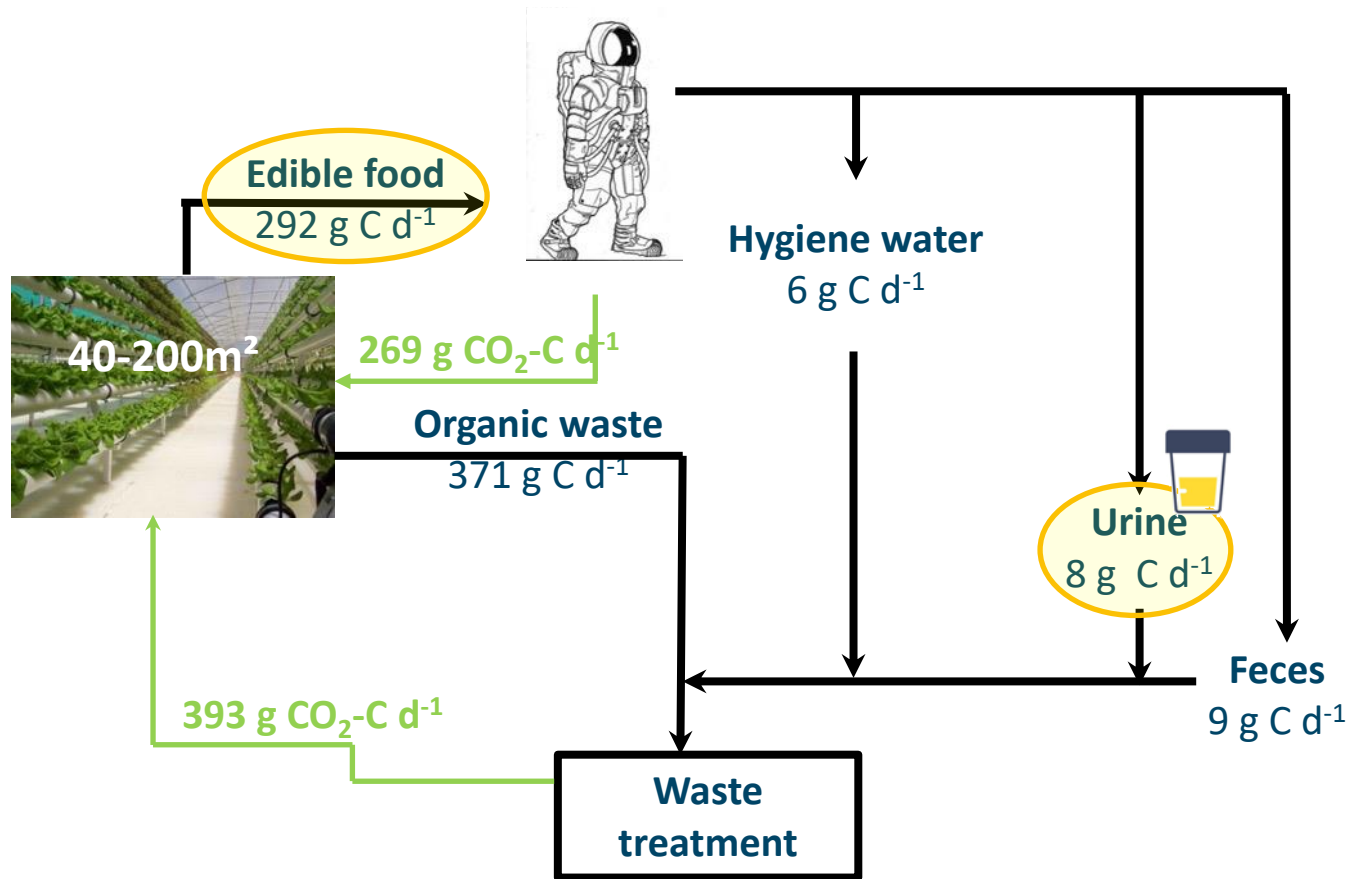 Edible food
292 g C d⁻¹
Hygiene water
6 g C d⁻¹
40-200m²
269 g CO₂-C d⁻¹
Organic waste
371 g C d⁻¹
Urine
8 g C d⁻¹
Feces
9 g C d⁻¹
393 g CO₂-C d⁻¹
Waste
treatment